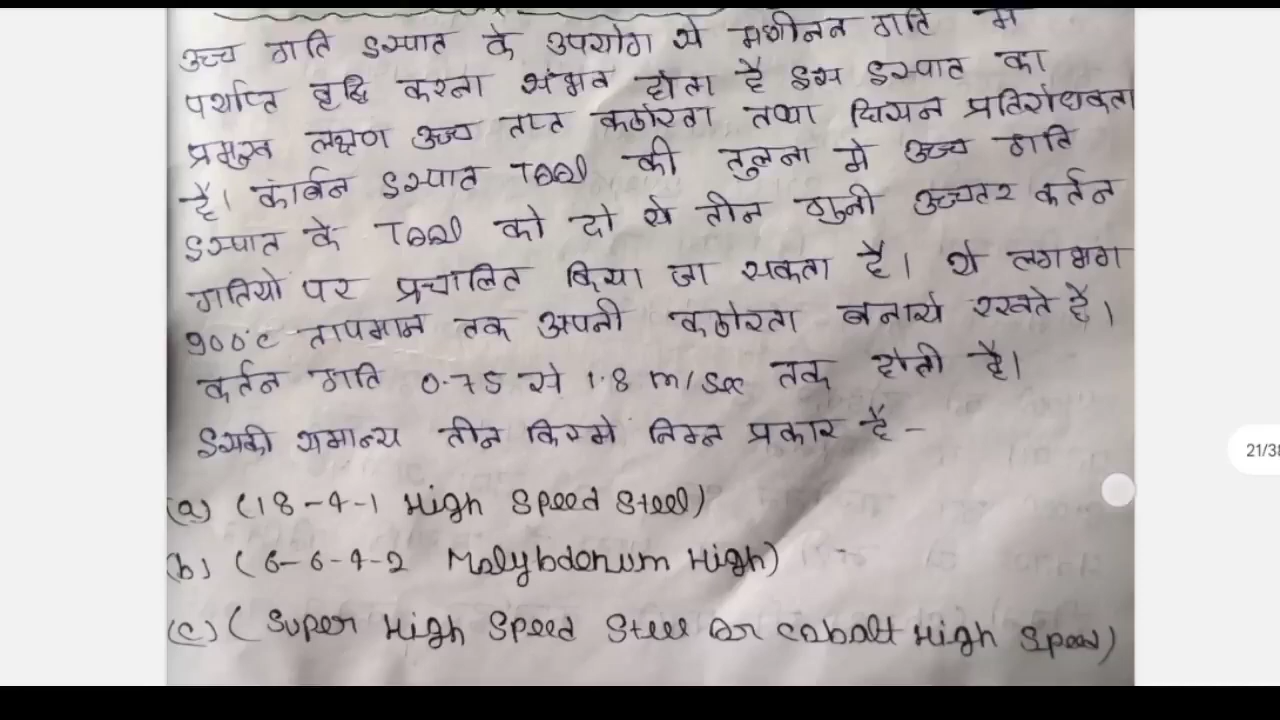 उच्च गति इस्पात के उपयोग से मशीनन गति में
पर्याप्त वृद्धि करना संभव होता है इस इस्पात का
प्रमुख लक्षण उच्च तप्त कठोरता तथा घिसन प्रतिरोधकता
है। कार्बन इस्पात Tool की तुलना में उच्च गति
इस्पात के Tool को दो से तीन गुनी उच्चतर कर्तन
गतियों पर प्रचालित किया जा सकता है। ये लगभग
900°c तापमान तक अपनी कठोरता बनाये रखते है।
कर्तन गति 0.75 से 1.8 m/sec तक होती है।
इसकी समान्य तीन किस्मे निम्न प्रकार है -
21/38
(a) (18-4-1 High Speed Steel)
(b) (6-6-4-2 Molybdenum High)
(c) (Super High Speed Steel or cobalt High Speed)